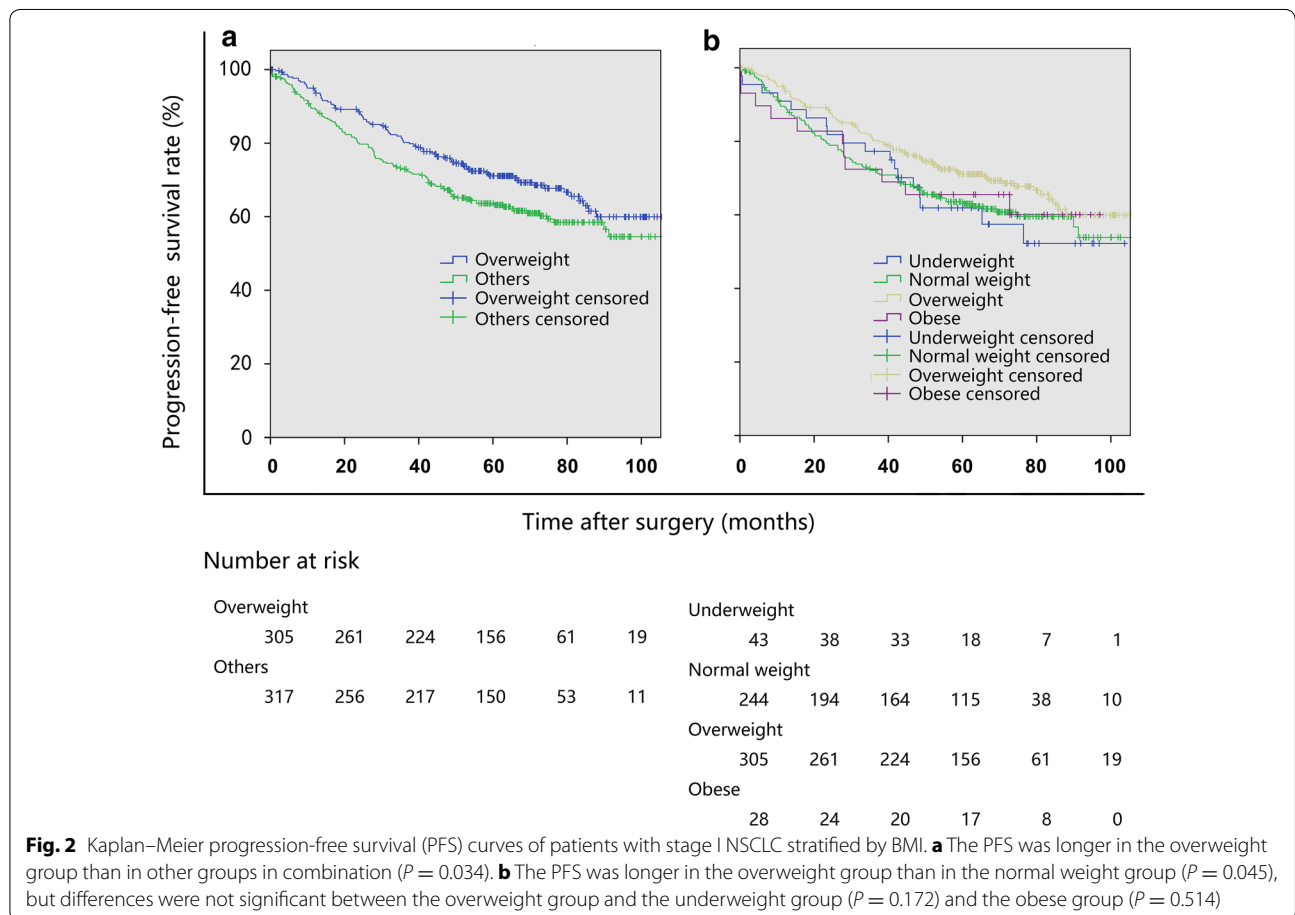 a
b
Progression-free survival rate (%)
100
90
60
40
20
0
0 20 40 60 80 100
Overweight
Others
Overweight censored
Others censored
0 20 40 60 80 100
Underweight
Normal weight
Overweight
Obese
Underweight censored
Normal weight censored
Overweight censored
Obese censored
Time after surgery (months)
Number at risk
Overweight
305 261 224 156 61 19
Others
317 256 217 150 53 11
Underweight
43 38 33 18 7 1
Normal weight
244 194 164 115 38 10
Overweight
305 261 224 156 61 19
Obese
28 24 20 17 8 0
Fig. 2 Kaplan–Meier progression-free survival (PFS) curves of patients with stage I NSCLC stratified by BMI. a The PFS was longer in the overweight
group than in other groups in combination (P = 0.034). b The PFS was longer in the overweight group than in the normal weight group (P = 0.045),
but differences were not significant between the overweight group and the underweight group (P = 0.172) and the obese group (P = 0.514)